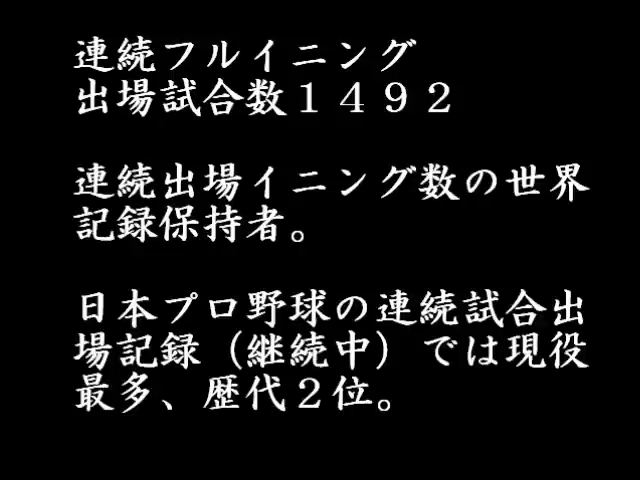 連続フルイニング
出場試合数１４９２
連続出場イニング数の世界
記録保持者。
日本プロ野球の連続試合出
場記録（継続中）では現役
最多、歴代２位。